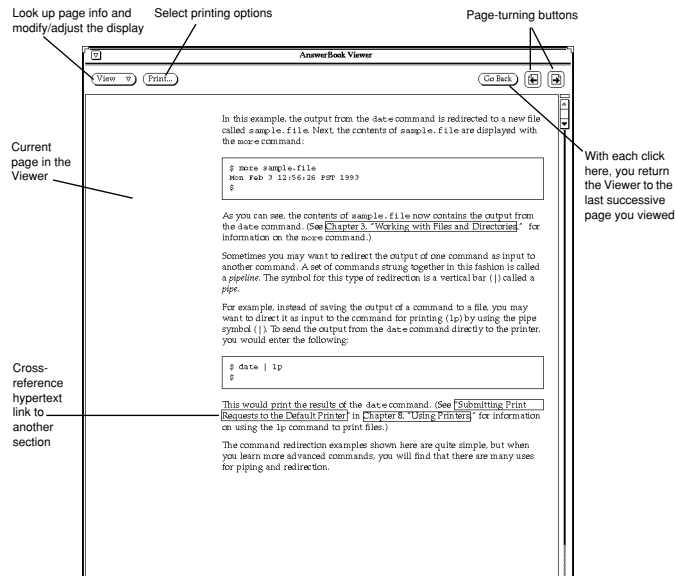 Look up page info and
modify/adjust the display
Select printing options
Page-turning buttons
AnswerBook Viewer
View
Print...
Go Back
In this example, the output from the date command is redirected to a new file
called sample.file. Next, the contents of sample.file are displayed with
the more command:
$ more sample.file
Mon Feb 3 12:56:26 PST 1993
$
As you can see, the contents of sample.file now contains the output from
the date command. (See Chapter 3, "Working with Files and Directories," for
information on the more command.)
Sometimes you may want to redirect the output of one command as input to
another command. A set of commands strung together in this fashion is called
a pipeline. The symbol for this type of redirection is a vertical bar (|) called a
pipe.
For example, instead of saving the output of a command to a file, you may
want to direct it as input to the command for printing (lp) by using the pipe
symbol (|). To send the output from the date command directly to the printer,
you would enter the following:
$ date | lp
$
This would print the results of the date command. (See "Submitting Print
Requests to the Default Printer" in Chapter 8, "Using Printers," for information
on using the lp command to print files.)
The command redirection examples shown here are quite simple, but when
you learn more advanced commands, you will find that there are many uses
for piping and redirection.
Current
page in the
Viewer
With each click
here, you return
the Viewer to the
last successive
page you viewed
Cross-
reference
hypertext
link to
another
section